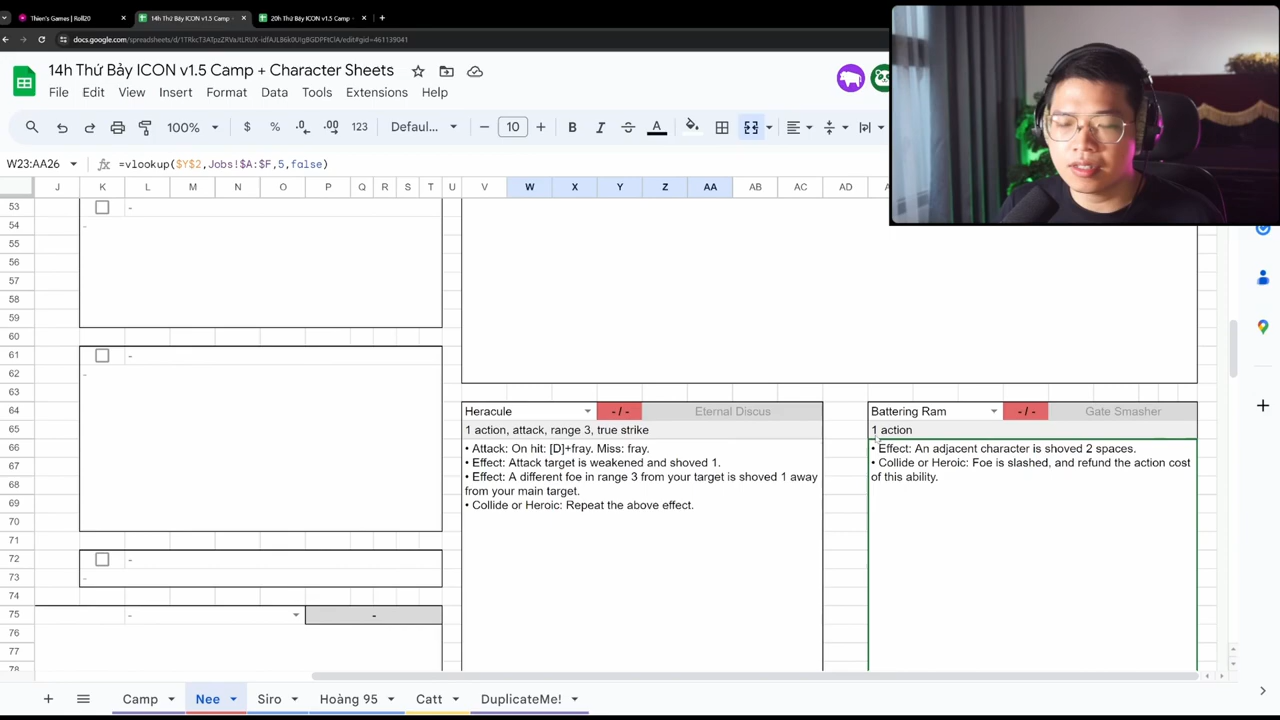 Thien's Games | Roll20
14h Thứ Bảy ICON v1.5 Camp -
20h Thứ Bảy ICON v1.5 Camp -
14h Thứ Bảy ICON v1.5 Camp + Character Sheets
File Edit View Insert Format Data Tools Extensions Help
100% $ % .0 .00 123 Defaul... 10 B I A
W23:AA26 fx =vlookup($Y$2,Jobs!$A:$F,5,false)
J K L M N O P Q R S T U V W X Y Z AA AB AC AD
53 -
54 -
55
56
57
58
59
60
61 -
62 -
63
64 Heracule - / - Eternal Discus Battering Ram - / - Gate Smasher
65 1 action, attack, range 3, true strike 1 action
66 • Attack: On hit: [D]+fray. Miss: fray. • Effect: An adjacent character is shoved 2 spaces.
67 • Effect: Attack target is weakened and shoved 1. • Collide or Heroic: Foe is slashed, and refund the action cost
68 • Effect: A different foe in range 3 from your target is shoved 1 away of this ability.
from your main target.
69 • Collide or Heroic: Repeat the above effect.
70
71
72 -
73 -
74
75 - -
76
77
78
Camp Nee Siro Hoàng 95 Catt DuplicateMe!